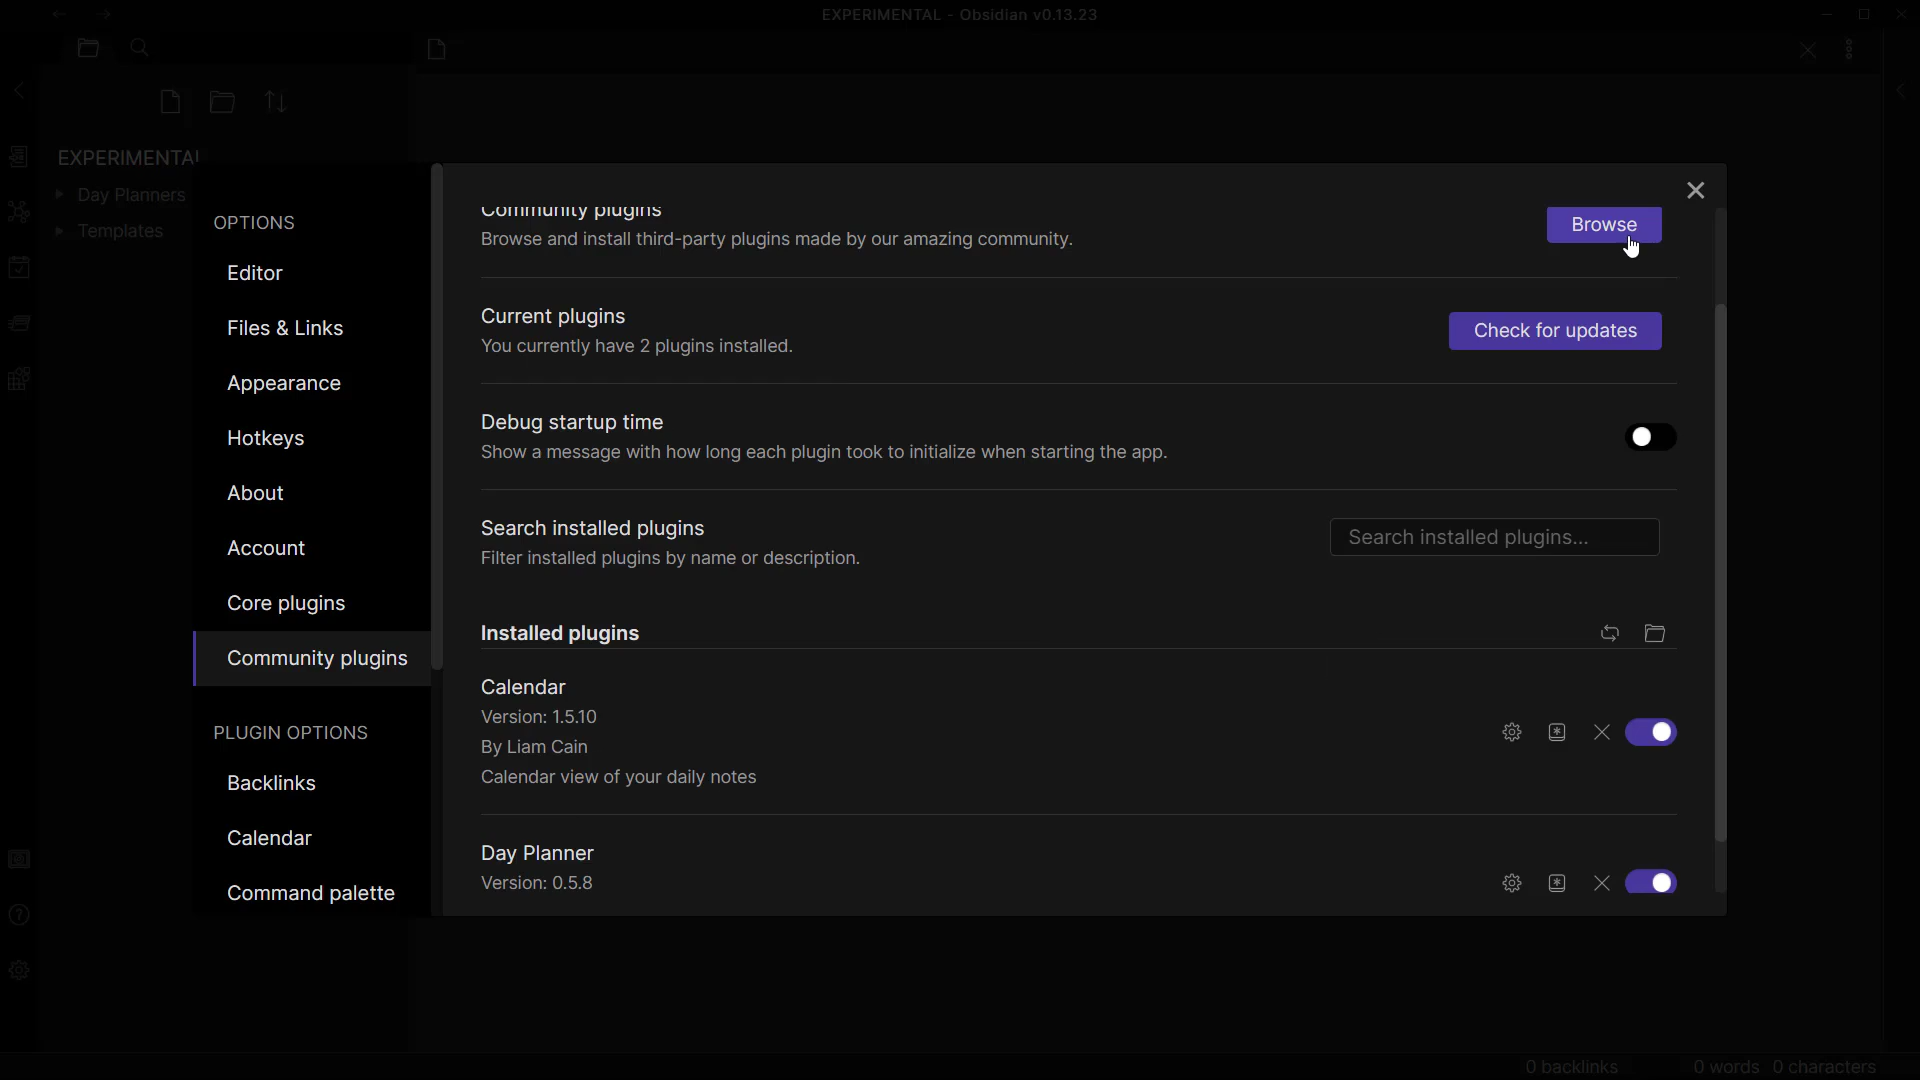 EXPERIMENTAL - Obsidian v0.13.23
EXPERIMENTAL
Day Planners
Templates
OPTIONS
Editor
Files & Links
Appearance
Hotkeys
About
Account
Core plugins
Community plugins
PLUGIN OPTIONS
Backlinks
Calendar
Command palette
Community plugins
Browse and install third-party plugins made by our amazing community.
Browse
Current plugins
You currently have 2 plugins installed.
Check for updates
Debug startup time
Show a message with how long each plugin took to initialize when starting the app.
Search installed plugins
Filter installed plugins by name or description.
Search installed plugins...
Installed plugins
Calendar
Version: 1.5.10
By Liam Cain
Calendar view of your daily notes
Day Planner
Version: 0.5.8
0 backlinks
0 words 0 characters